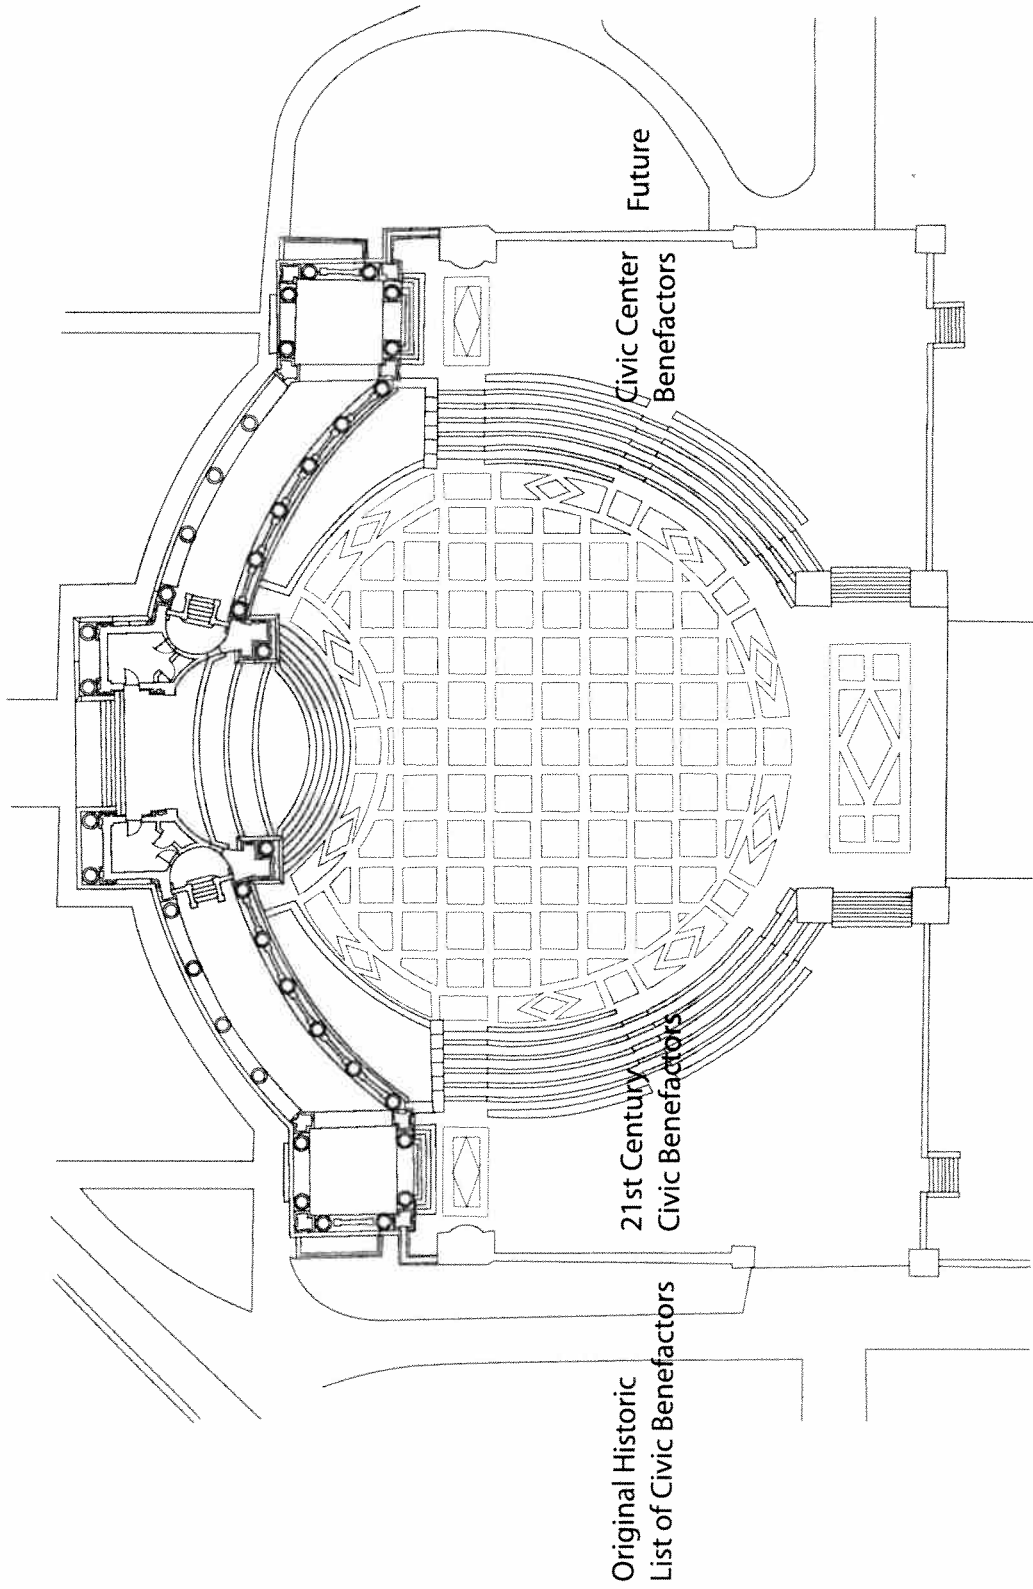 Original Historic
List of Civic Benefactors
21st Century
Civic Benefactors
Civic Center
Benefactors
Future